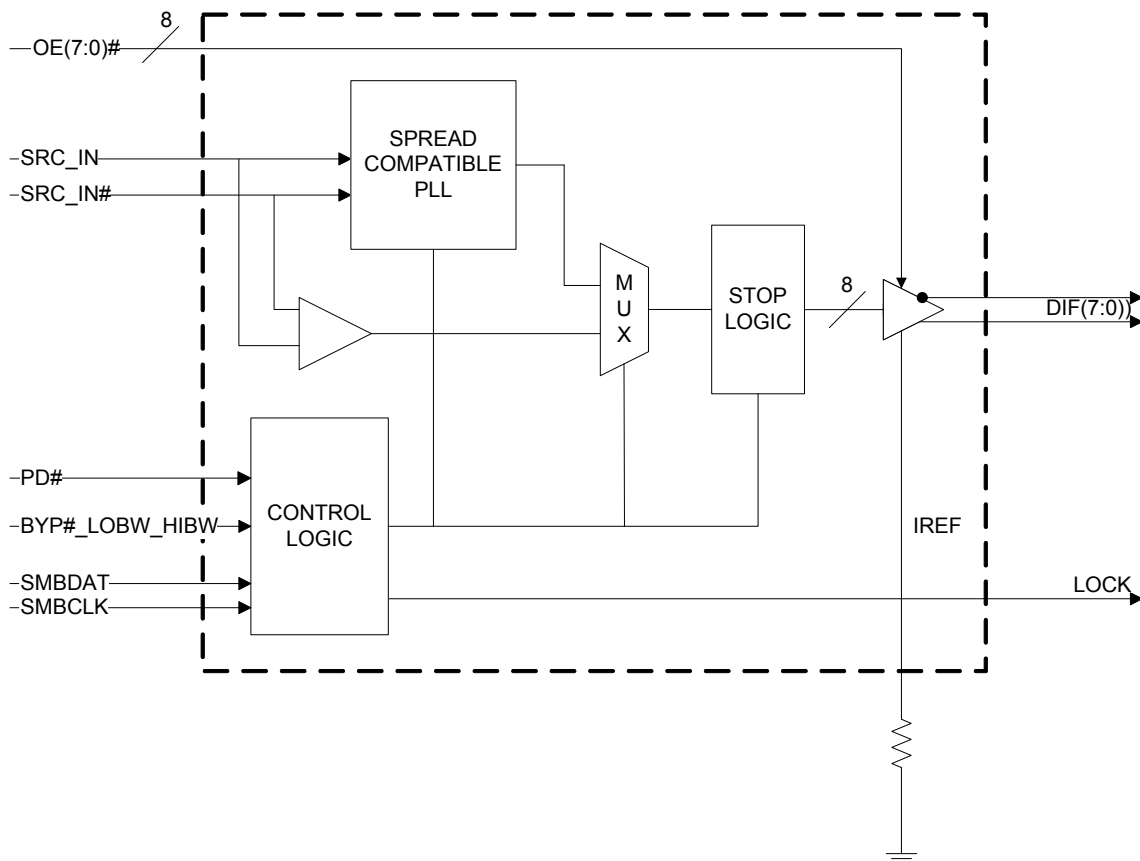 8
OE(7:0)#
SPREAD
COMPATIBLE
PLL
SRC_IN
SRC_IN#
M
U
X
STOP
LOGIC
8
DIF(7:0))
PD#
CONTROL
LOGIC
BYP#_LOBW_HIBW
IREF
SMBDAT
SMBCLK
LOCK